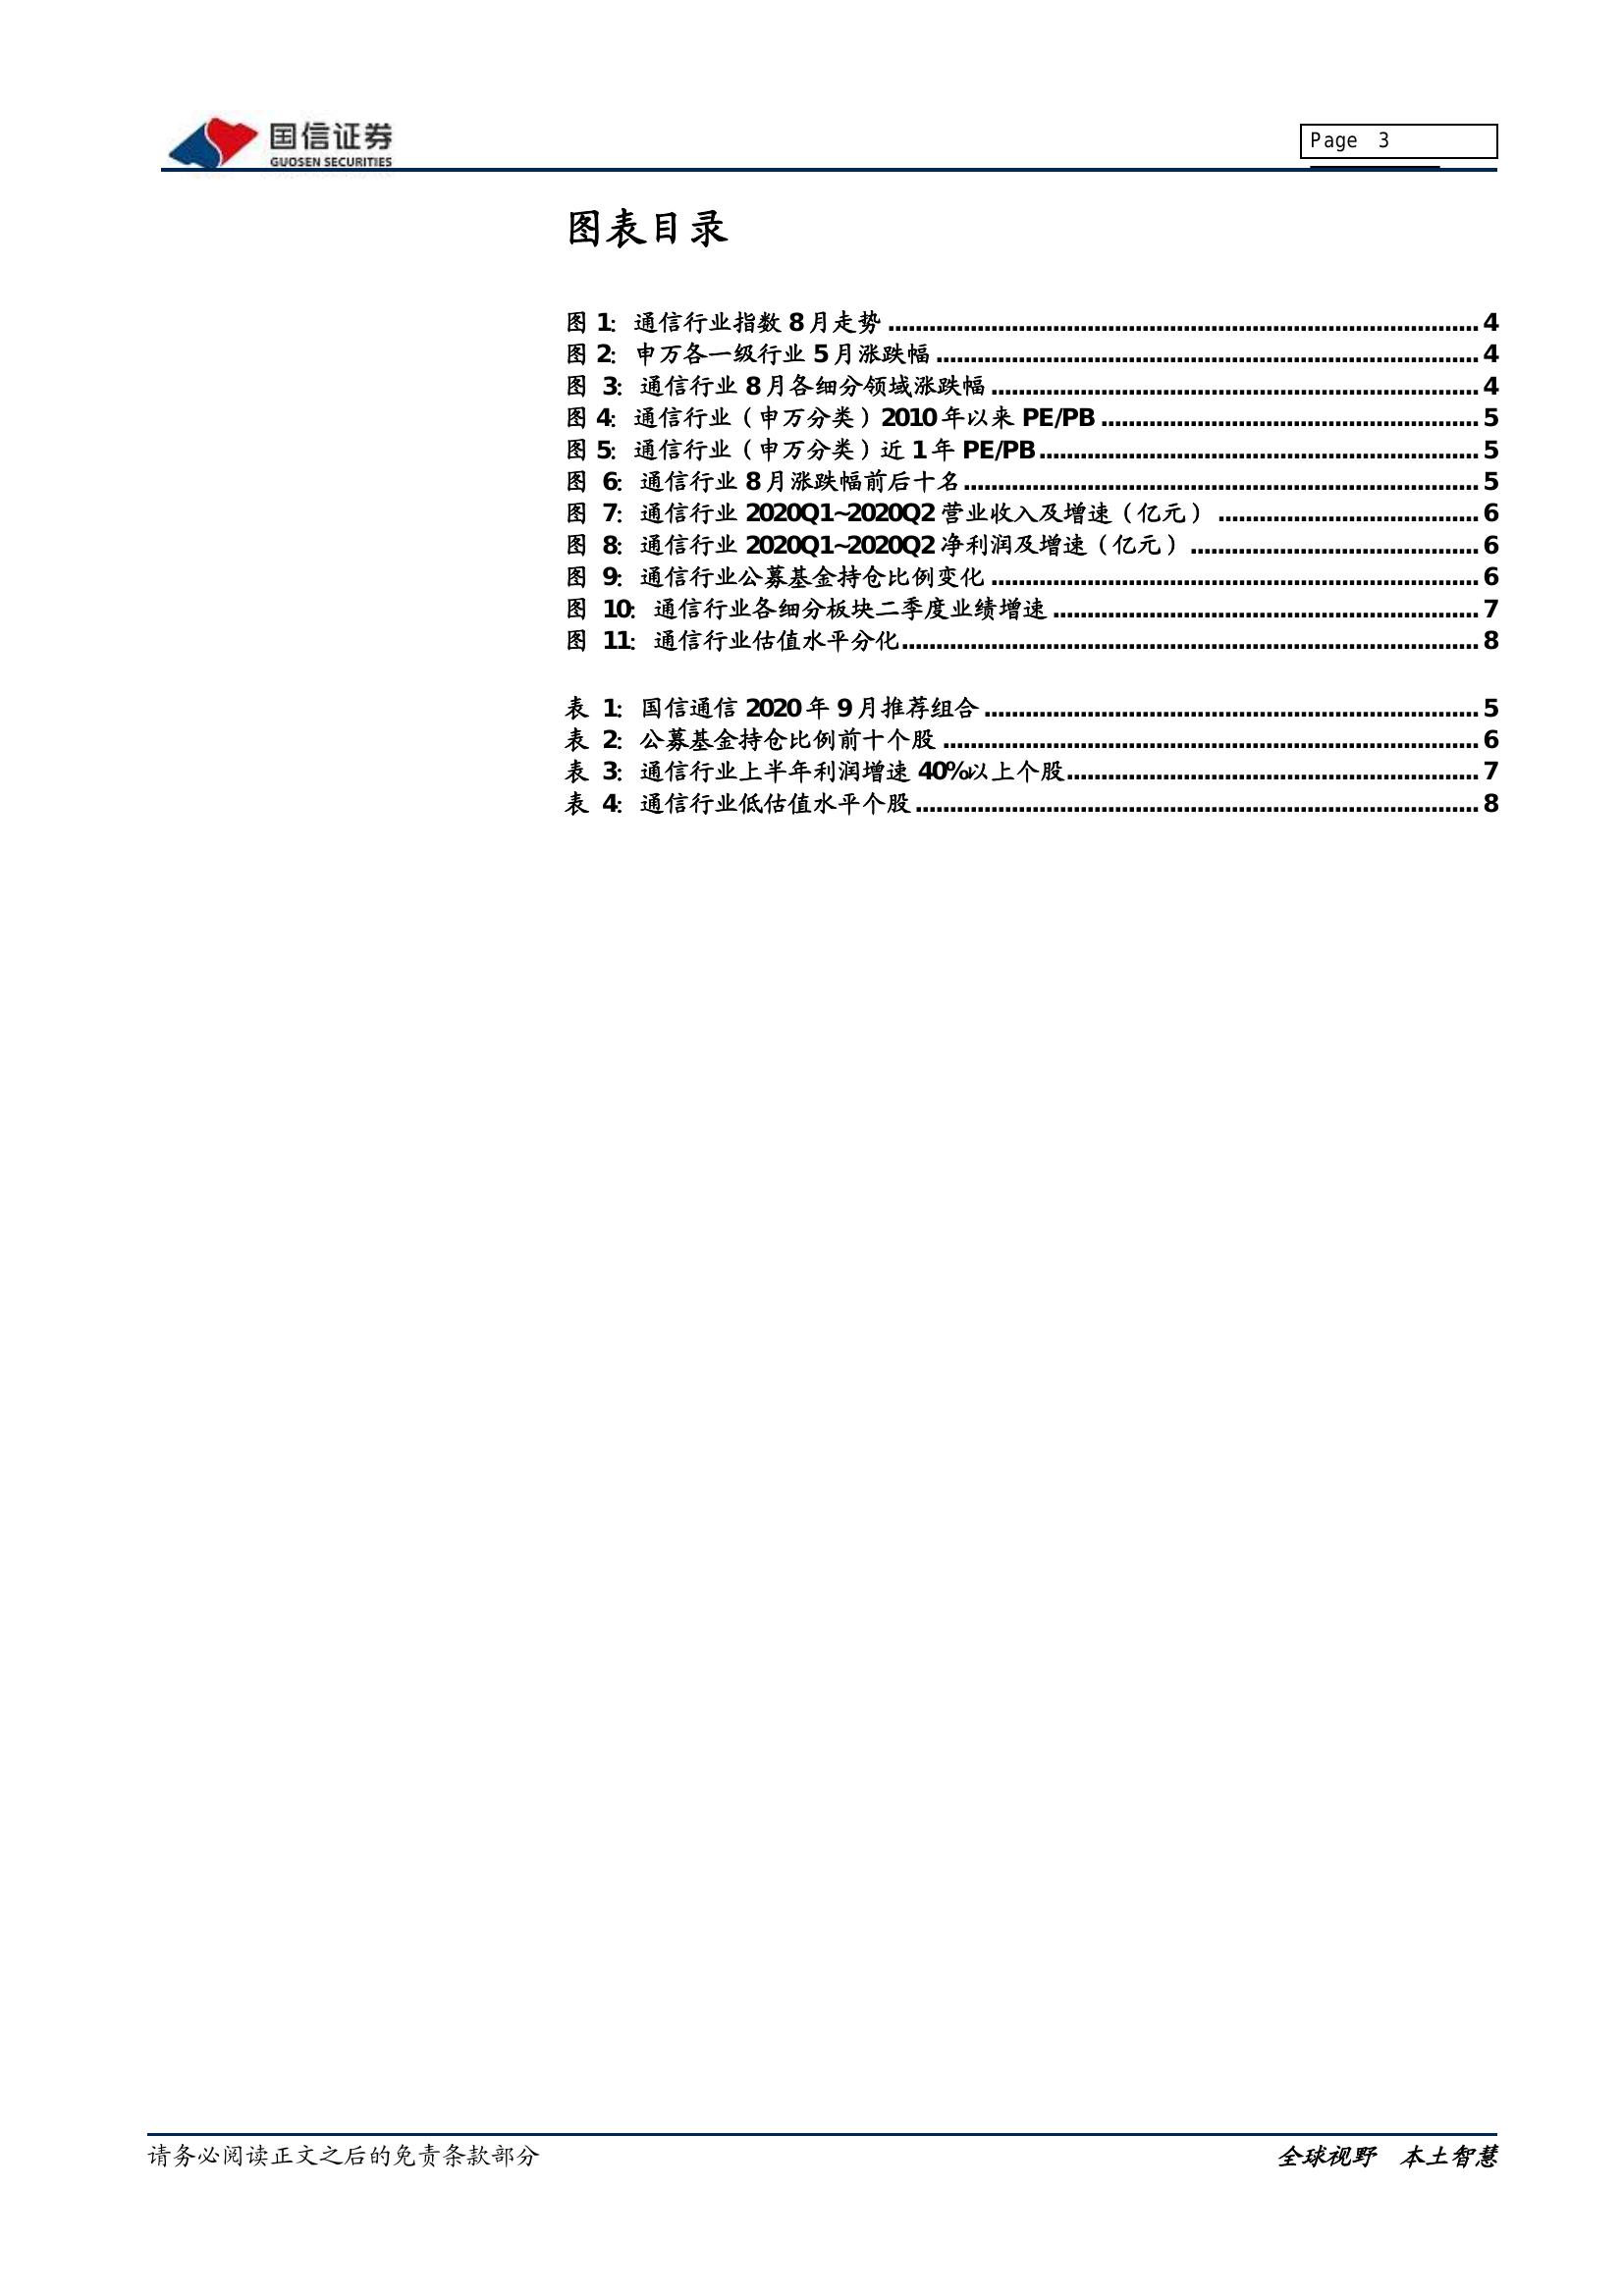 国信证券
GUOSEN SECURITIES
Page 3
图表目录
图 1: 通信行业指数 8 月走势 4
图 2: 申万各一级行业 5 月涨跌幅 4
图 3: 通信行业 8 月各细分领域涨跌幅 4
图 4: 通信行业（申万分类）2010 年以来 PE/PB 5
图 5: 通信行业（申万分类）近 1 年 PE/PB 5
图 6: 通信行业 8 月涨跌幅前后十名 5
图 7: 通信行业 2020Q1~2020Q2 营业收入及增速（亿元） 6
图 8: 通信行业 2020Q1~2020Q2 净利润及增速（亿元） 6
图 9: 通信行业公募基金持仓比例变化 6
图 10: 通信行业各细分板块二季度业绩增速 7
图 11: 通信行业估值水平分化 8
表 1: 国信通信 2020 年 9 月推荐组合 5
表 2: 公募基金持仓比例前十个股 6
表 3: 通信行业上半年利润增速 40%以上个股 7
表 4: 通信行业低估值水平个股 8
请务必阅读正文之后的免责条款部分
全球视野 本土智慧